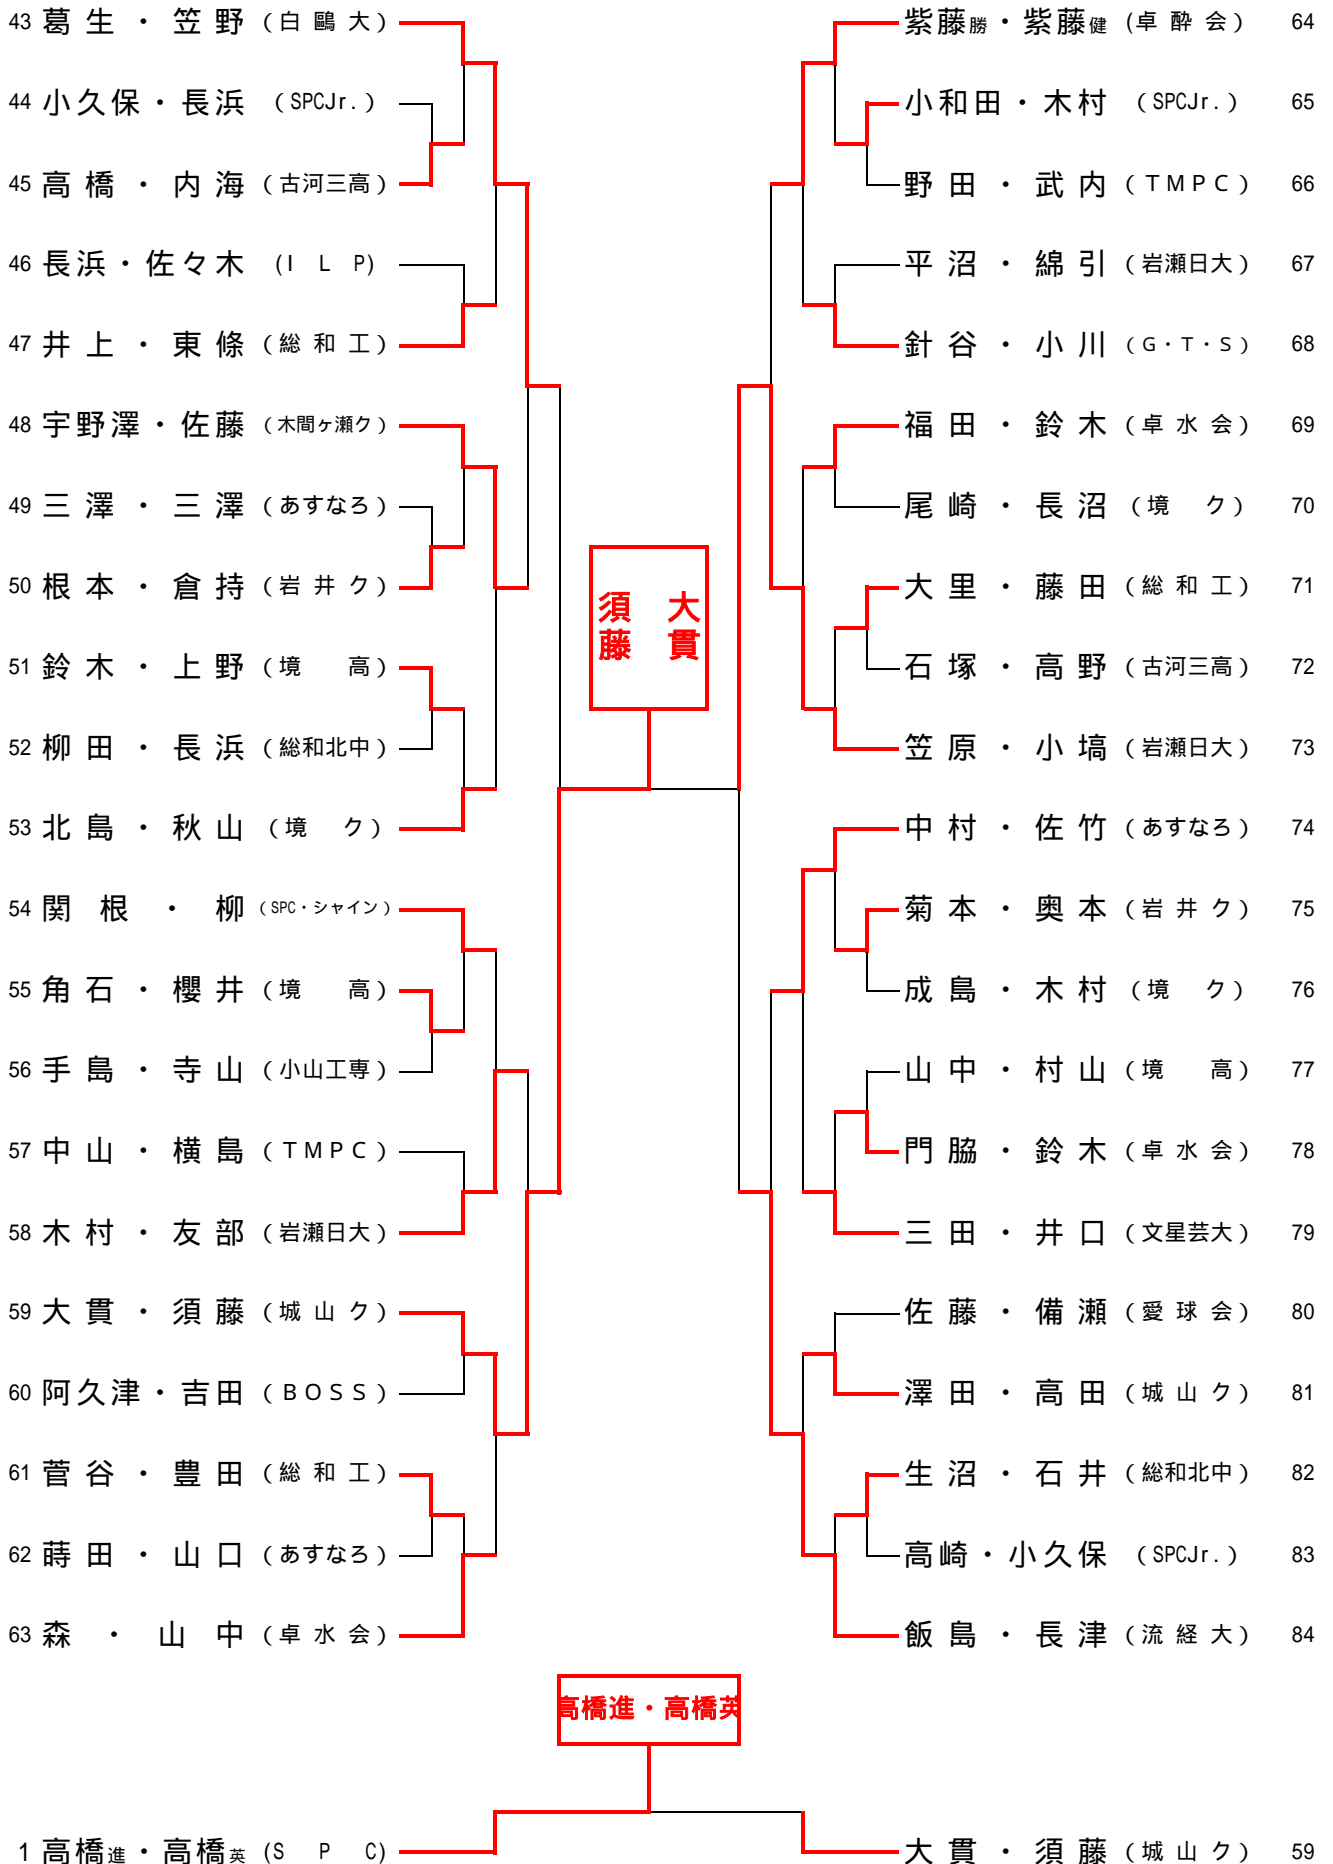 43 葛生・笠野 (白鷗大)
44 小久保・長浜 (SPCJr.)
45 高橋・内海 (古河三高)
46 長浜・佐々木 (I L P)
47 井上・東條 (総和工)
48 宇野澤・佐藤 (木間ヶ瀬ク)
49 三澤・三澤 (あすなろ)
50 根本・倉持 (岩井ク)
51 鈴木・上野 (境 高)
52 柳田・長浜 (総和北中)
53 北島・秋山 (境 ク)
54 関根・柳 (SPC・シャイン)
55 角石・櫻井 (境 高)
56 手島・寺山 (小山工専)
57 中山・横島 (TMPC)
58 木村・友部 (岩瀬日大)
59 大貫・須藤 (城山ク)
60 阿久津・吉田 (BOSS)
61 菅谷・豊田 (総和工)
62 蒔田・山口 (あすなろ)
63 森・山中 (卓水会)
大貫
須藤
紫藤勝・紫藤健 (卓酔会) 64
小和田・木村 (SPCJr.) 65
野田・武内 (TMPC) 66
平沼・綿引 (岩瀬日大) 67
針谷・小川 (G・T・S) 68
福田・鈴木 (卓水会) 69
尾崎・長沼 (境 ク) 70
大里・藤田 (総和工) 71
石塚・高野 (古河三高) 72
笠原・小塙 (岩瀬日大) 73
中村・佐竹 (あすなろ) 74
菊本・奥本 (岩井ク) 75
成島・木村 (境 ク) 76
山中・村山 (境 高) 77
門脇・鈴木 (卓水会) 78
三田・井口 (文星芸大) 79
佐藤・備瀬 (愛球会) 80
澤田・高田 (城山ク) 81
生沼・石井 (総和北中) 82
高崎・小久保 (SPCJr.) 83
飯島・長津 (流経大) 84
高橋進・高橋英
1 高橋進・高橋英 (S P C)
大貫・須藤 (城山ク) 59